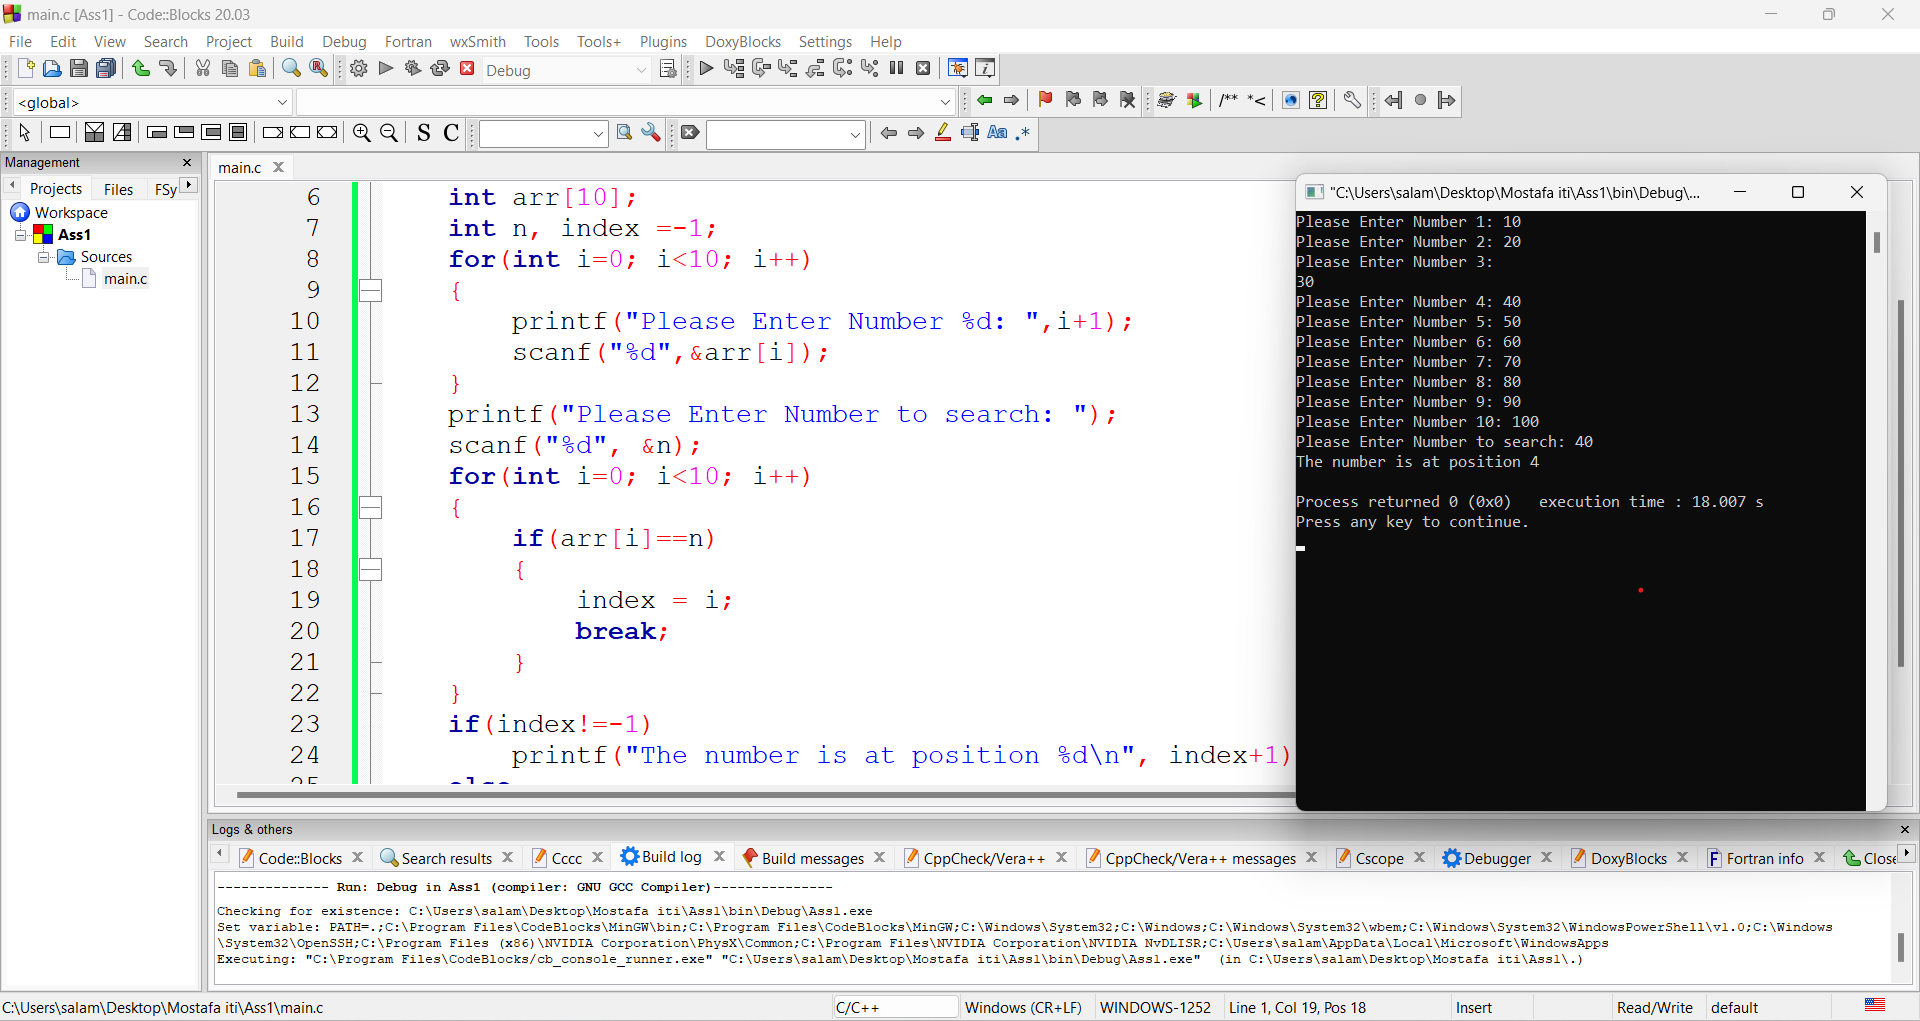 main.c [Ass1] - Code::Blocks 20.03
File Edit View Search Project Build Debug Fortran wxSmith Tools Tools+ Plugins DoxyBlocks Settings Help
Debug
<global>
/** *<
S C
Aa .*
Management
Projects Files FSy
Workspace
Ass1
Sources
main.c
main.c
6 int arr[10];
7 int n, index =-1;
8 for(int i=0; i<10; i++)
9 {
10 printf("Please Enter Number %d: ",i+1);
11 scanf("%d",&arr[i]);
12 }
13 printf("Please Enter Number to search: ");
14 scanf("%d", &n);
15 for(int i=0; i<10; i++)
16 {
17 if(arr[i]==n)
18 {
19 index = i;
20 break;
21 }
22 }
23 if(index!=-1)
24 printf("The number is at position %d\n", index+1)
25 else
"C:\Users\salam\Desktop\Mostafa iti\Ass1\bin\Debug\...
Please Enter Number 1: 10
Please Enter Number 2: 20
Please Enter Number 3:
30
Please Enter Number 4: 40
Please Enter Number 5: 50
Please Enter Number 6: 60
Please Enter Number 7: 70
Please Enter Number 8: 80
Please Enter Number 9: 90
Please Enter Number 10: 100
Please Enter Number to search: 40
The number is at position 4
Process returned 0 (0x0) execution time : 18.007 s
Press any key to continue.
Logs & others
Code::Blocks Search results Cccc Build log Build messages CppCheck/Vera++ CppCheck/Vera++ messages Cscope Debugger DoxyBlocks Fortran info Close
-------------- Run: Debug in Ass1 (compiler: GNU GCC Compiler)---------------
Checking for existence: C:\Users\salam\Desktop\Mostafa iti\Ass1\bin\Debug\Ass1.exe
Set variable: PATH=.;C:\Program Files\CodeBlocks\MinGW\bin;C:\Program Files\CodeBlocks\MinGW;C:\Windows\System32;C:\Windows;C:\Windows\System32\wbem;C:\Windows\System32\WindowsPowerShell\v1.0;C:\Windows
\System32\OpenSSH;C:\Program Files (x86)\NVIDIA Corporation\PhysX\Common;C:\Program Files\NVIDIA Corporation\NVIDIA NvDLISR;C:\Users\salam\AppData\Local\Microsoft\WindowsApps
Executing: "C:\Program Files\CodeBlocks/cb_console_runner.exe" "C:\Users\salam\Desktop\Mostafa iti\Ass1\bin\Debug\Ass1.exe" (in C:\Users\salam\Desktop\Mostafa iti\Ass1\.)
C:\Users\salam\Desktop\Mostafa iti\Ass1\main.c C/C++ Windows (CR+LF) WINDOWS-1252 Line 1, Col 19, Pos 18 Insert Read/Write default